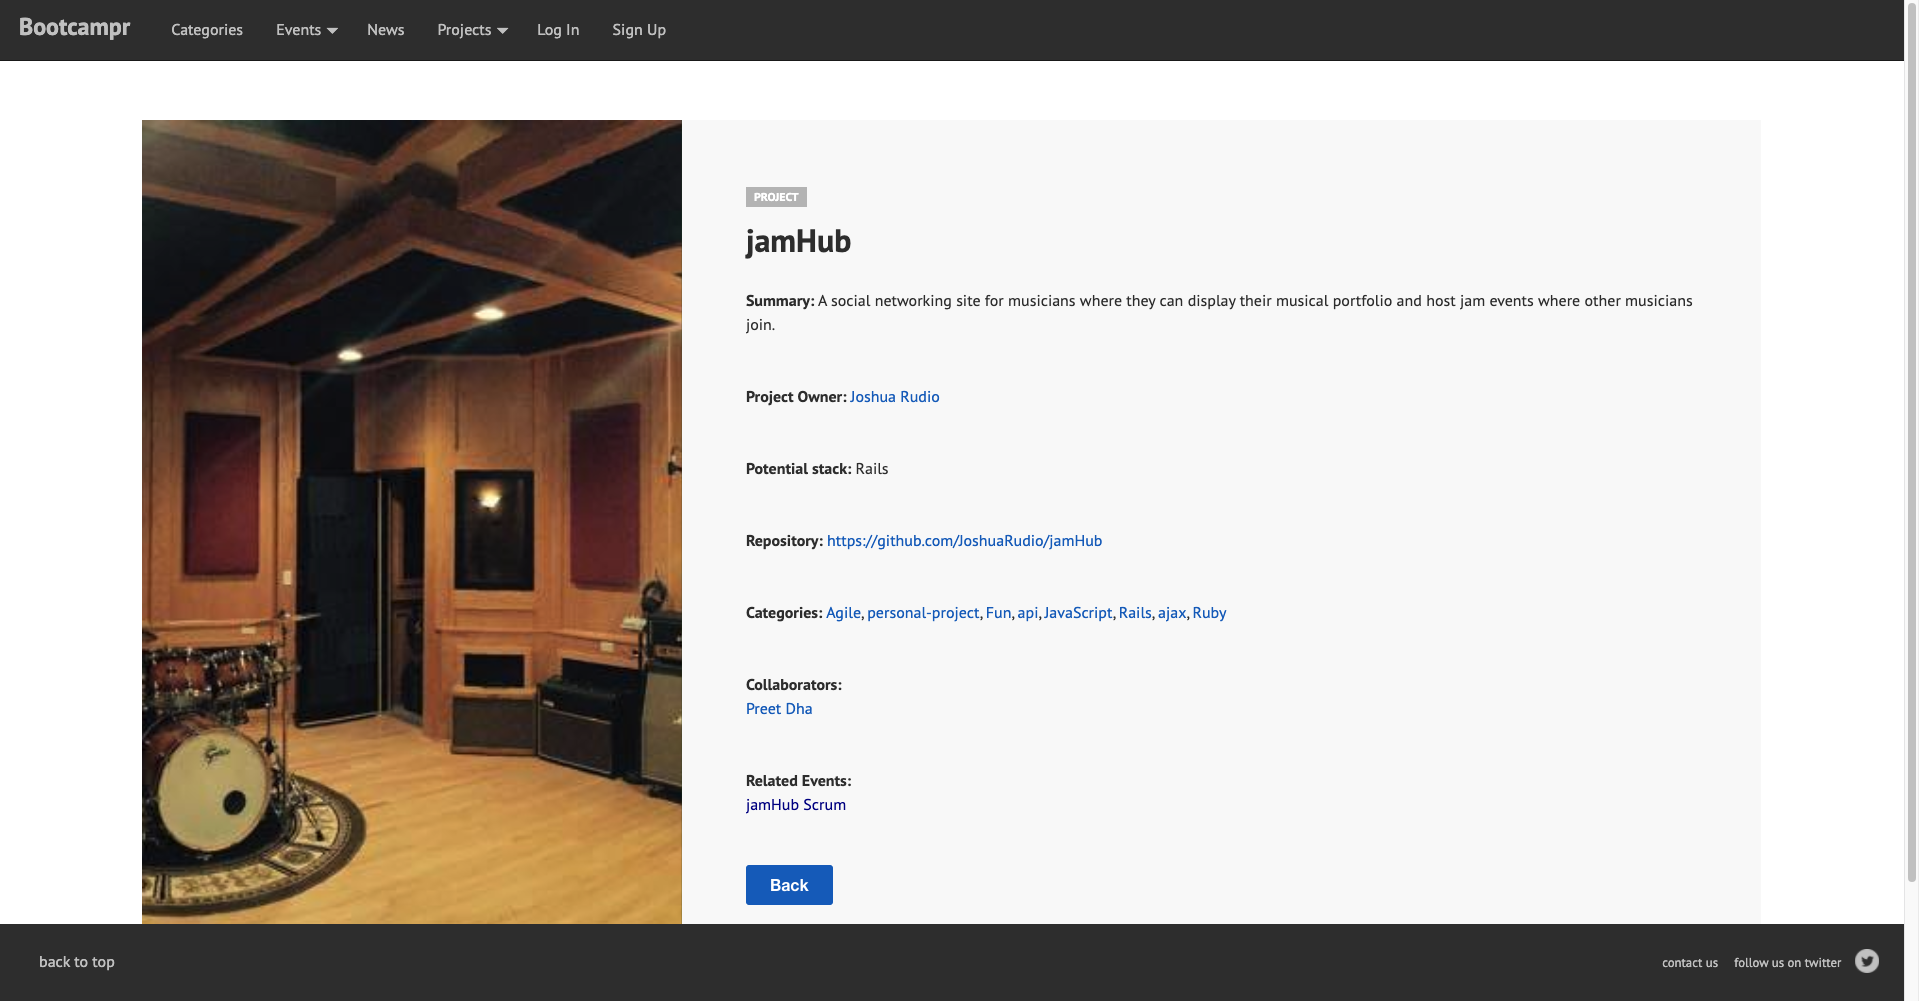 Bootcampr
Categories
Events
News
Projects
Log In
Sign Up
PROJECT
jamHub
Summary: A social networking site for musicians where they can display their musical portfolio and host jam events where other musicians
join.
Project Owner: Joshua Rudio
Potential stack: Rails
Repository: https://github.com/JoshuaRudio/jamHub
Categories: Agile, personal-project, Fun, api, JavaScript, Rails, ajax, Ruby
Collaborators:
Preet Dha
Related Events:
jamHub Scrum
Back
back to top
contact us
follow us on twitter